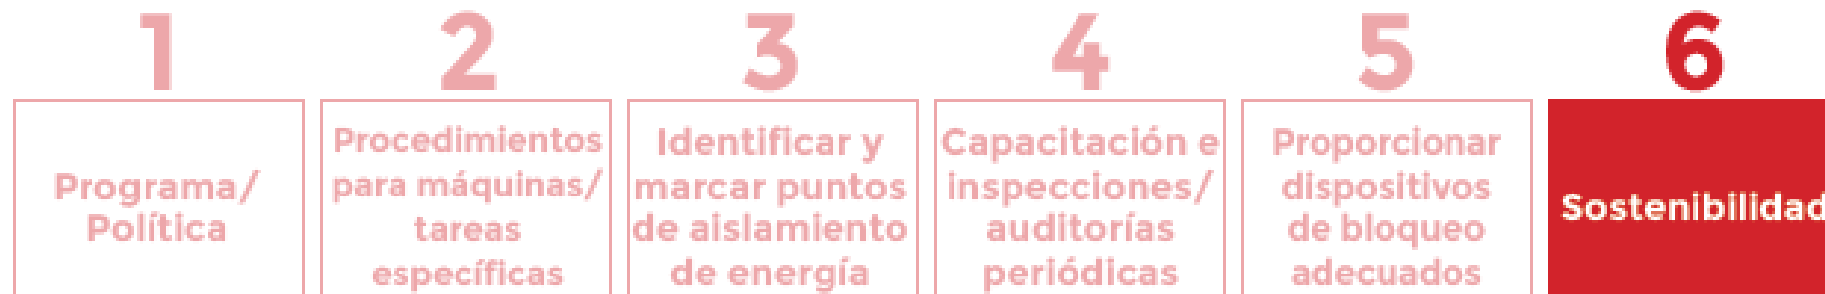 1
Programa/
Política
2
Procedimientos
para máquinas/
tareas
específicas
3
Identificar y
marcar puntos
de aislamiento
de energía
4
Capacitación e
inspecciones/
auditorías
periódicas
5
Proporcionar
dispositivos
de bloqueo
adecuados
6
Sostenibilidad